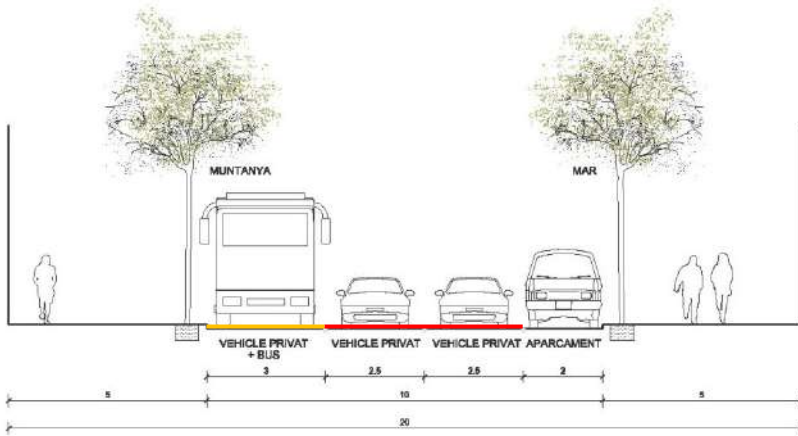 MUNTANYA
MAR
VEHICLE PRIVAT
+ BUS
VEHICLE PRIVAT
VEHICLE PRIVAT
APARCAMENT
3
2.5
2.5
2
5
10
5
20